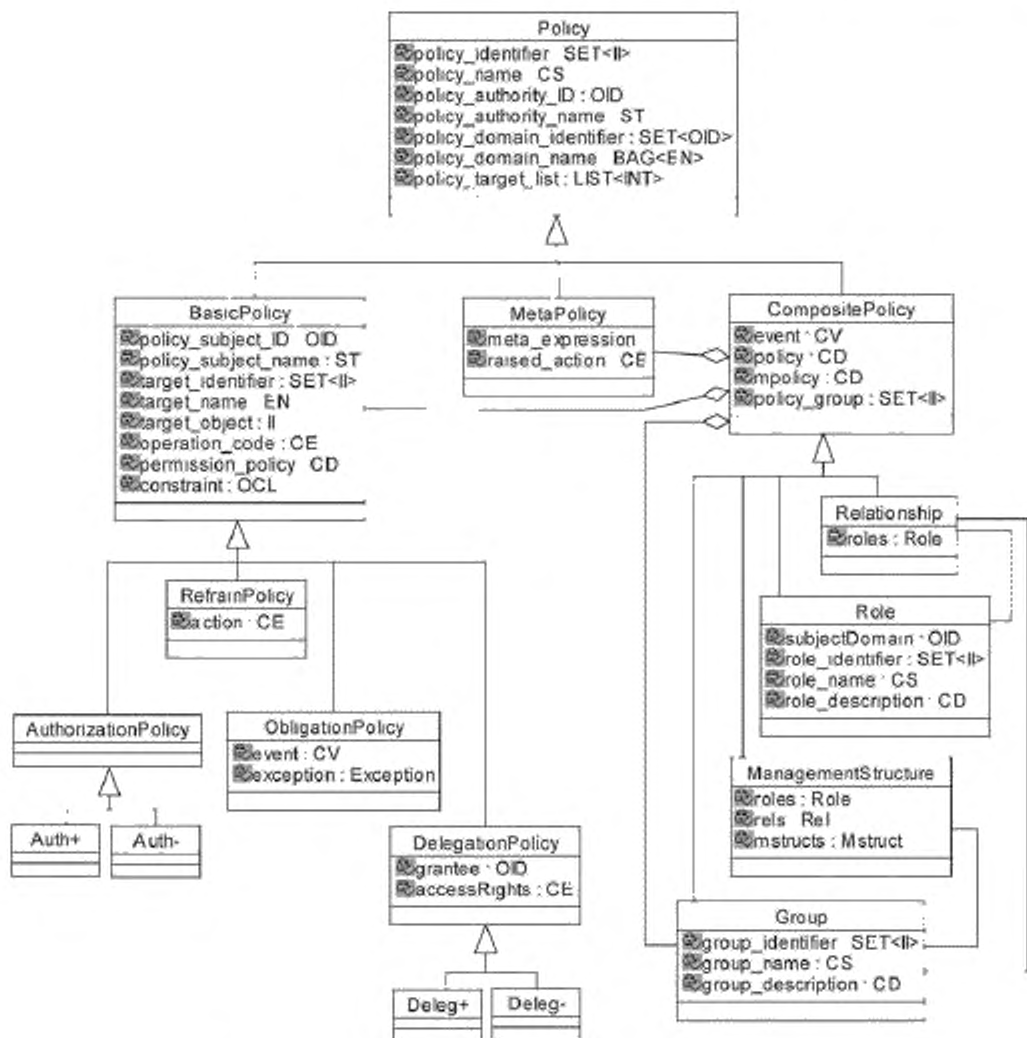 Policy
policy_identifier SET<II>
policy_name CS
policy_authority_ID : OID
policy_authority_name ST
policy_domain_identifier : SET<OID>
policy_domain_name BAG<EN>
policy_target_list : LIST<INT>
BasicPolicy
policy_subject_ID OID
policy_subject_name : ST
target_identifier : SET<II>
target_name EN
target_object : II
operation_code : CE
permission_policy CD
constraint : OCL
MetaPolicy
meta_expression
raised_action CE
CompositePolicy
event : CV
policy : CD
mpolicy : CD
policy_group : SET<II>
Relationship
roles : Role
RefrainPolicy
action : CE
Role
subjectDomain : OID
role_identifier : SET<II>
role_name : CS
role_description : CD
AuthorizationPolicy
ObligationPolicy
event : CV
exception : Exception
ManagementStructure
roles : Role
rels Rel
mstructs : Mstruct
Auth+
Auth-
DelegationPolicy
grantee : OID
accessRights : CE
Group
group_identifier SET<II>
group_name : CS
group_description : CD
Deleg+
Deleg-